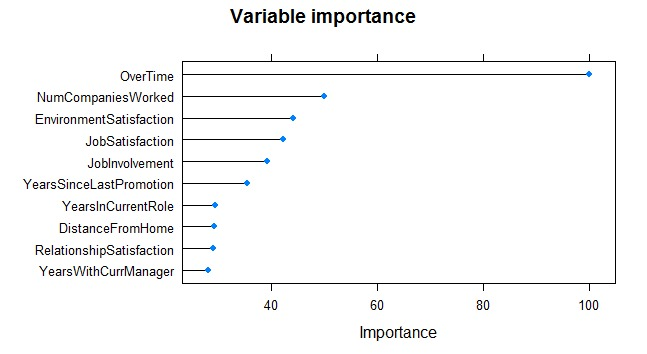 Variable importance
OverTime
NumCompaniesWorked
EnvironmentSatisfaction
JobSatisfaction
JobInvolvement
YearsSinceLastPromotion
YearsInCurrentRole
DistanceFromHome
RelationshipSatisfaction
YearsWithCurrManager
40 60 80 100
Importance